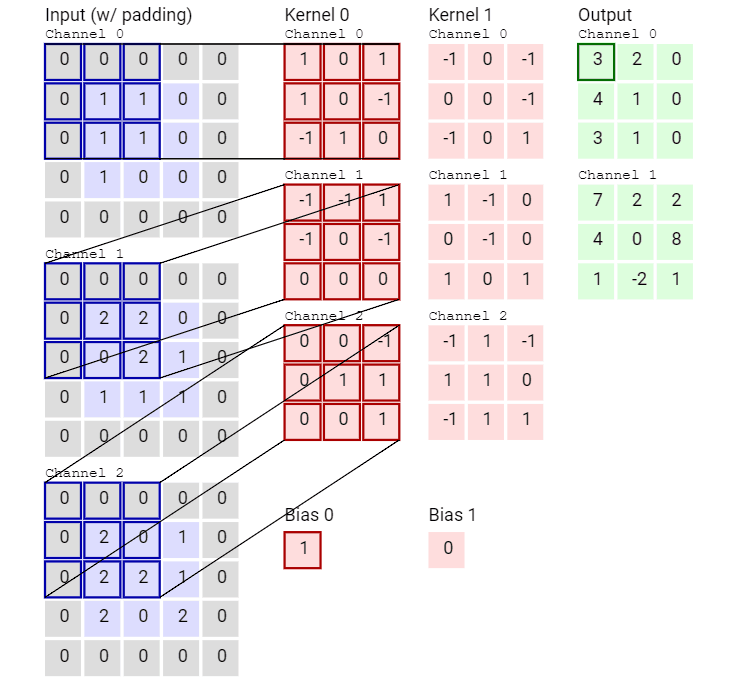 Input (w/ padding)
Channel 0
0 0 0 0 0
0 1 1 0 0
0 1 1 0 0
0 1 0 0 0
0 0 0 0 0
Channel 1
0 0 0 0 0
0 2 2 0 0
0 0 2 1 0
0 1 1 1 0
0 0 0 0 0
Channel 2
0 0 0 0 0
0 2 0 1 0
0 2 2 1 0
0 2 0 2 0
0 0 0 0 0
Kernel 0
Channel 0
1 0 1
1 0 -1
-1 1 0
Channel 1
-1 -1 1
-1 0 -1
0 0 0
Channel 2
0 0 -1
0 1 1
0 0 1
Bias 0
1
Kernel 1
Channel 0
-1 0 -1
0 0 -1
-1 0 1
Channel 1
1 -1 0
0 -1 0
1 0 1
Channel 2
-1 1 -1
1 1 0
-1 1 1
Bias 1
0
Output
Channel 0
3 2 0
4 1 0
3 1 0
Channel 1
7 2 2
4 0 8
1 -2 1